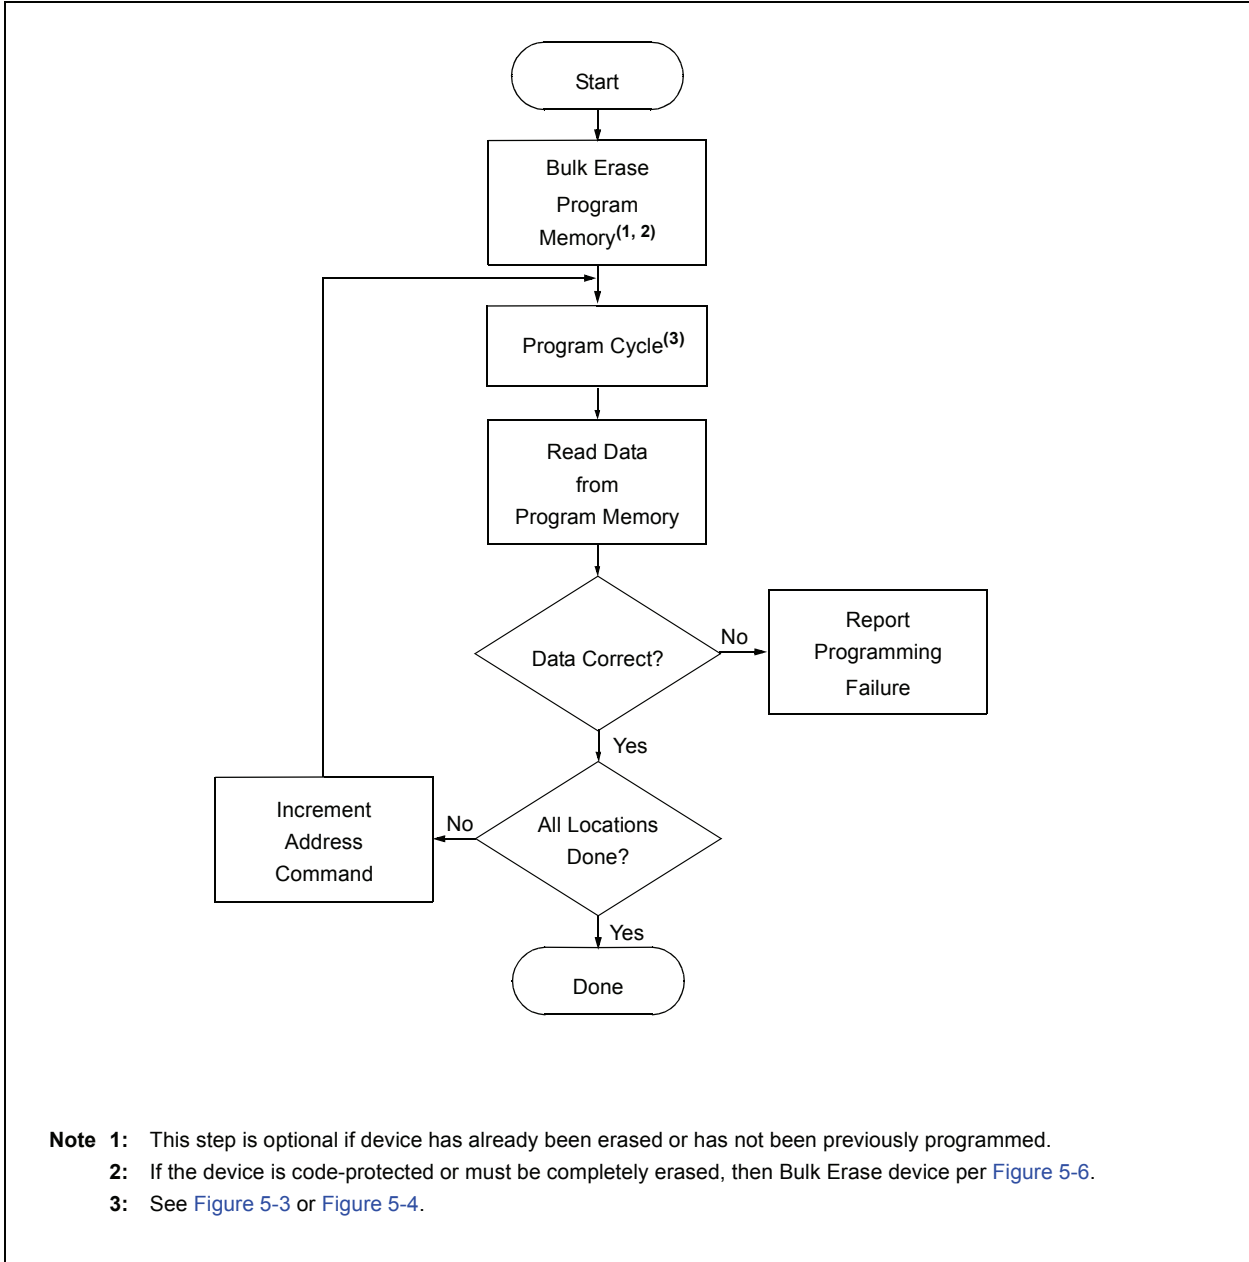 Start
Bulk Erase
Program
Memory(1, 2)
Program Cycle(3)
Read Data
from
Program Memory
Data Correct?
No
Report
Programming
Failure
Yes
All Locations
Done?
No
Increment
Address
Command
Yes
Done
Note 1: This step is optional if device has already been erased or has not been previously programmed.
2: If the device is code-protected or must be completely erased, then Bulk Erase device per Figure 5-6.
3: See Figure 5-3 or Figure 5-4.